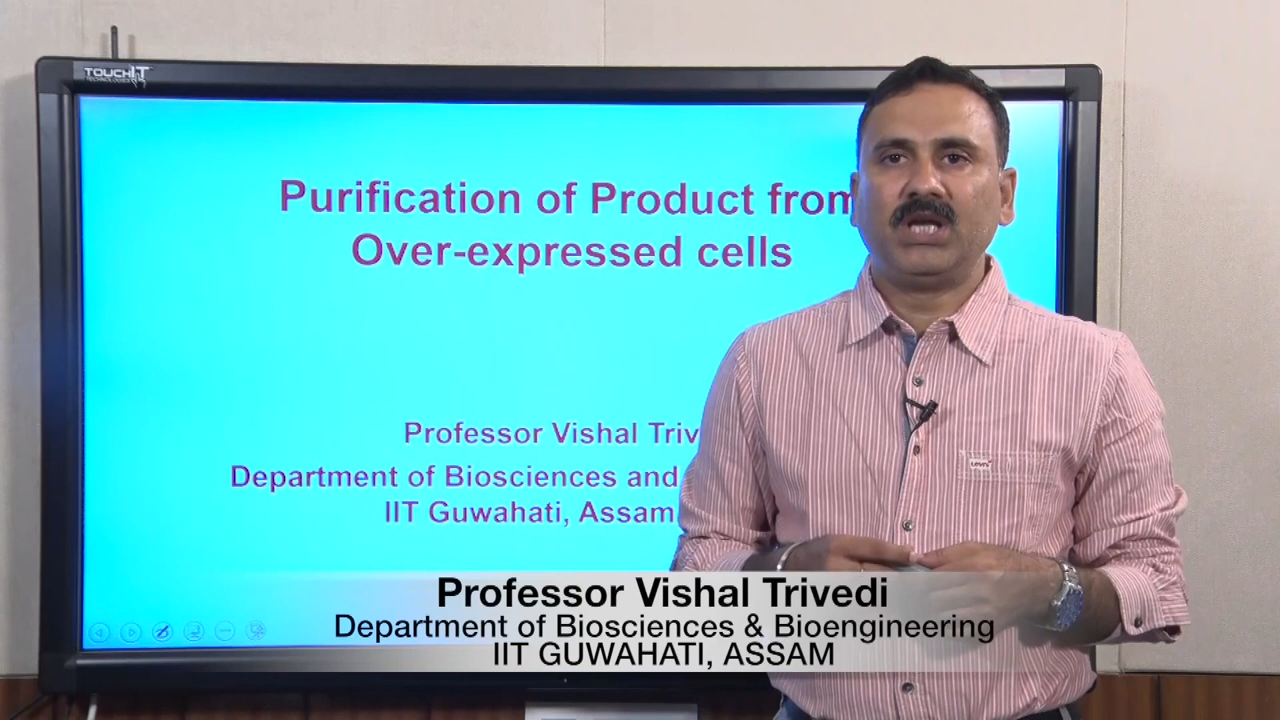 TOUCHIT
TECHNOLOGIES
Purification of Product from
Over-expressed cells
Professor Vishal Triv
Department of Biosciences and
IIT Guwahati, Assam
Levi's
Professor Vishal Trivedi
Department of Biosciences & Bioengineering
IIT GUWAHATI, ASSAM